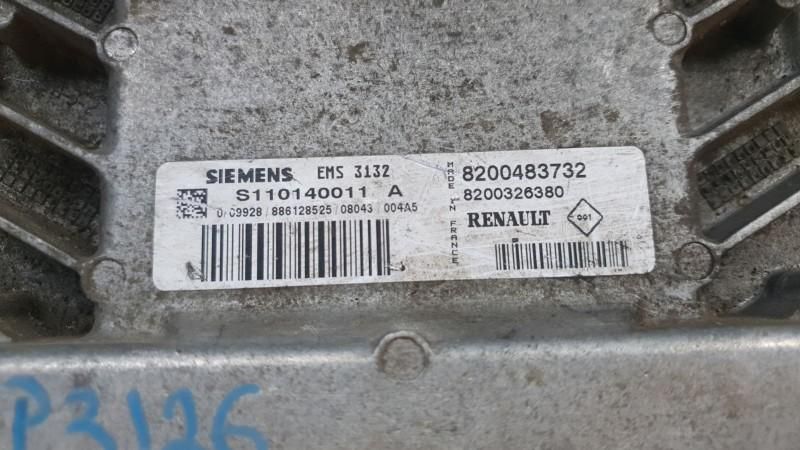 SIEMENS EMS 3132
S110140011 A
886128525 08043 004A5
MADE IN FRANCE
8200483732
8200326380
RENAULT 001
P3126